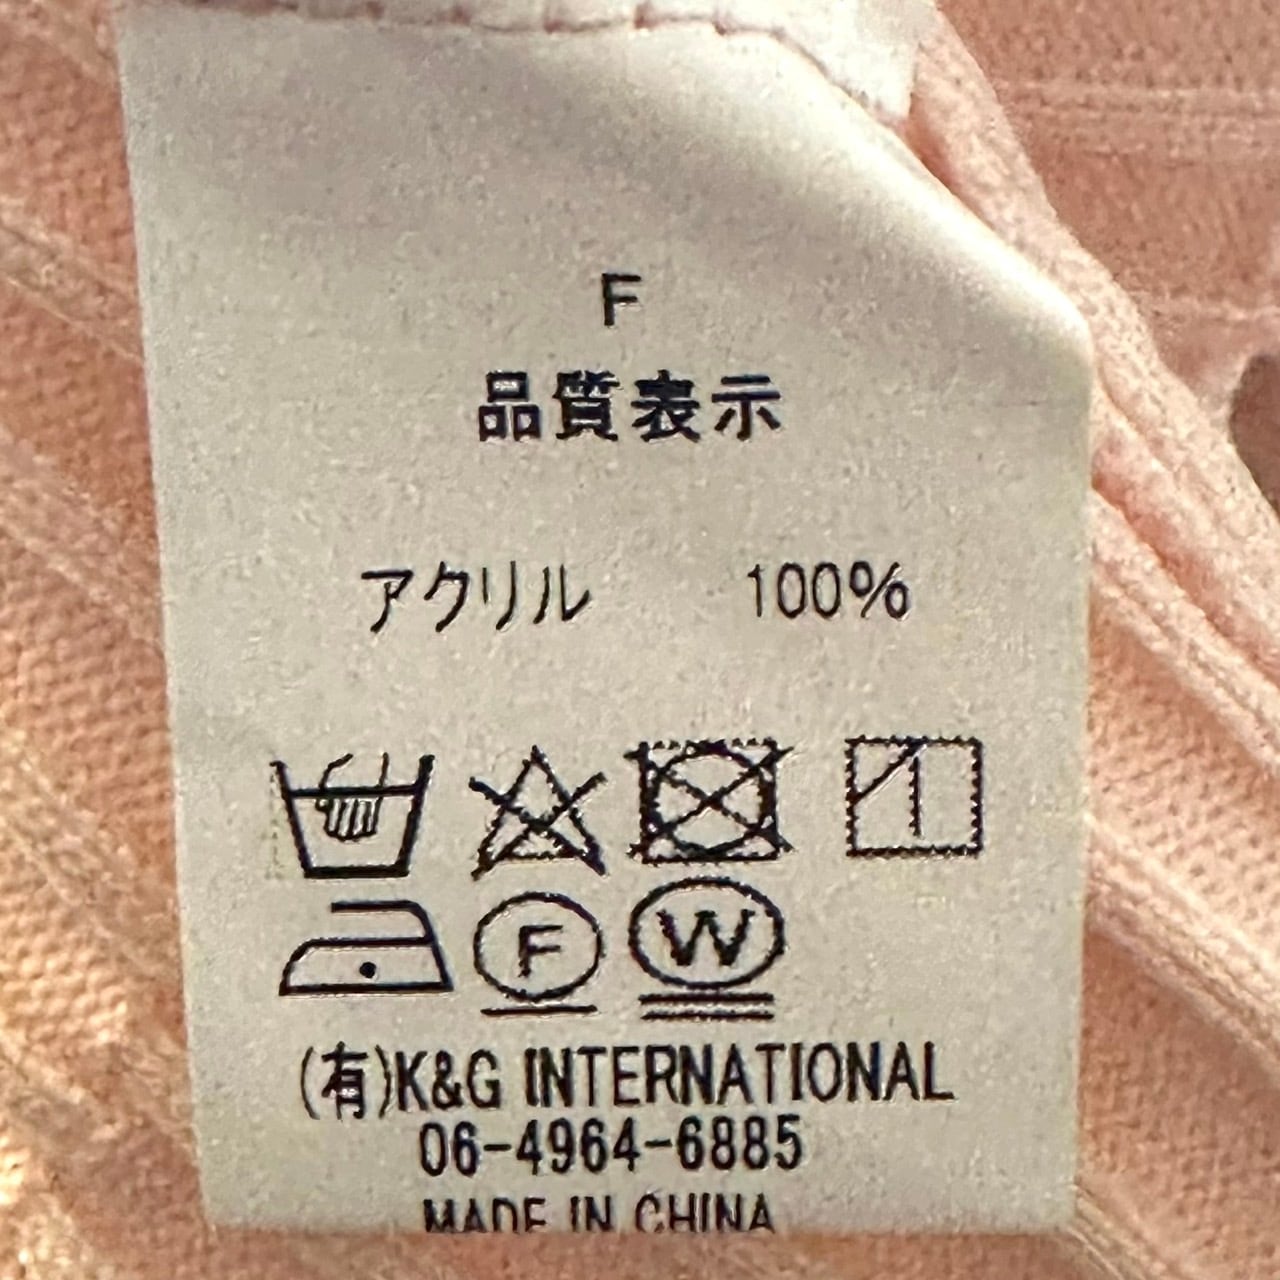 F
品質表示
アクリル 100%
F W
(有)K&G INTERNATIONAL
06-4964-6885
MADE IN CHINA